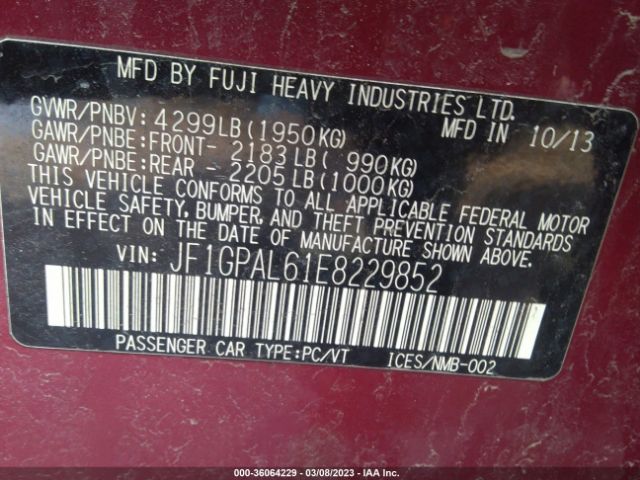 MFD BY FUJI HEAVY INDUSTRIES LTD.
GVWR/PNBV: 4299LB(1950KG) MFD IN 10/13
GAWR/PNBE:FRONT- 2183LB( 990KG)
GAWR/PNBE:REAR - 2205LB(1000KG)
THIS VEHICLE CONFORMS TO ALL APPLICABLE FEDERAL MOTOR
VEHICLE SAFETY, BUMPER, AND THEFT PREVENTION STANDARDS
IN EFFECT ON THE DATE OF MANUFACTURE SHOWN ABOVE.
VIN: JF1GPAL61E8229852
PASSENGER CAR TYPE:PC/VT ICES/NMB-002
000-36064229 - 03/08/2023 - IAA Inc.